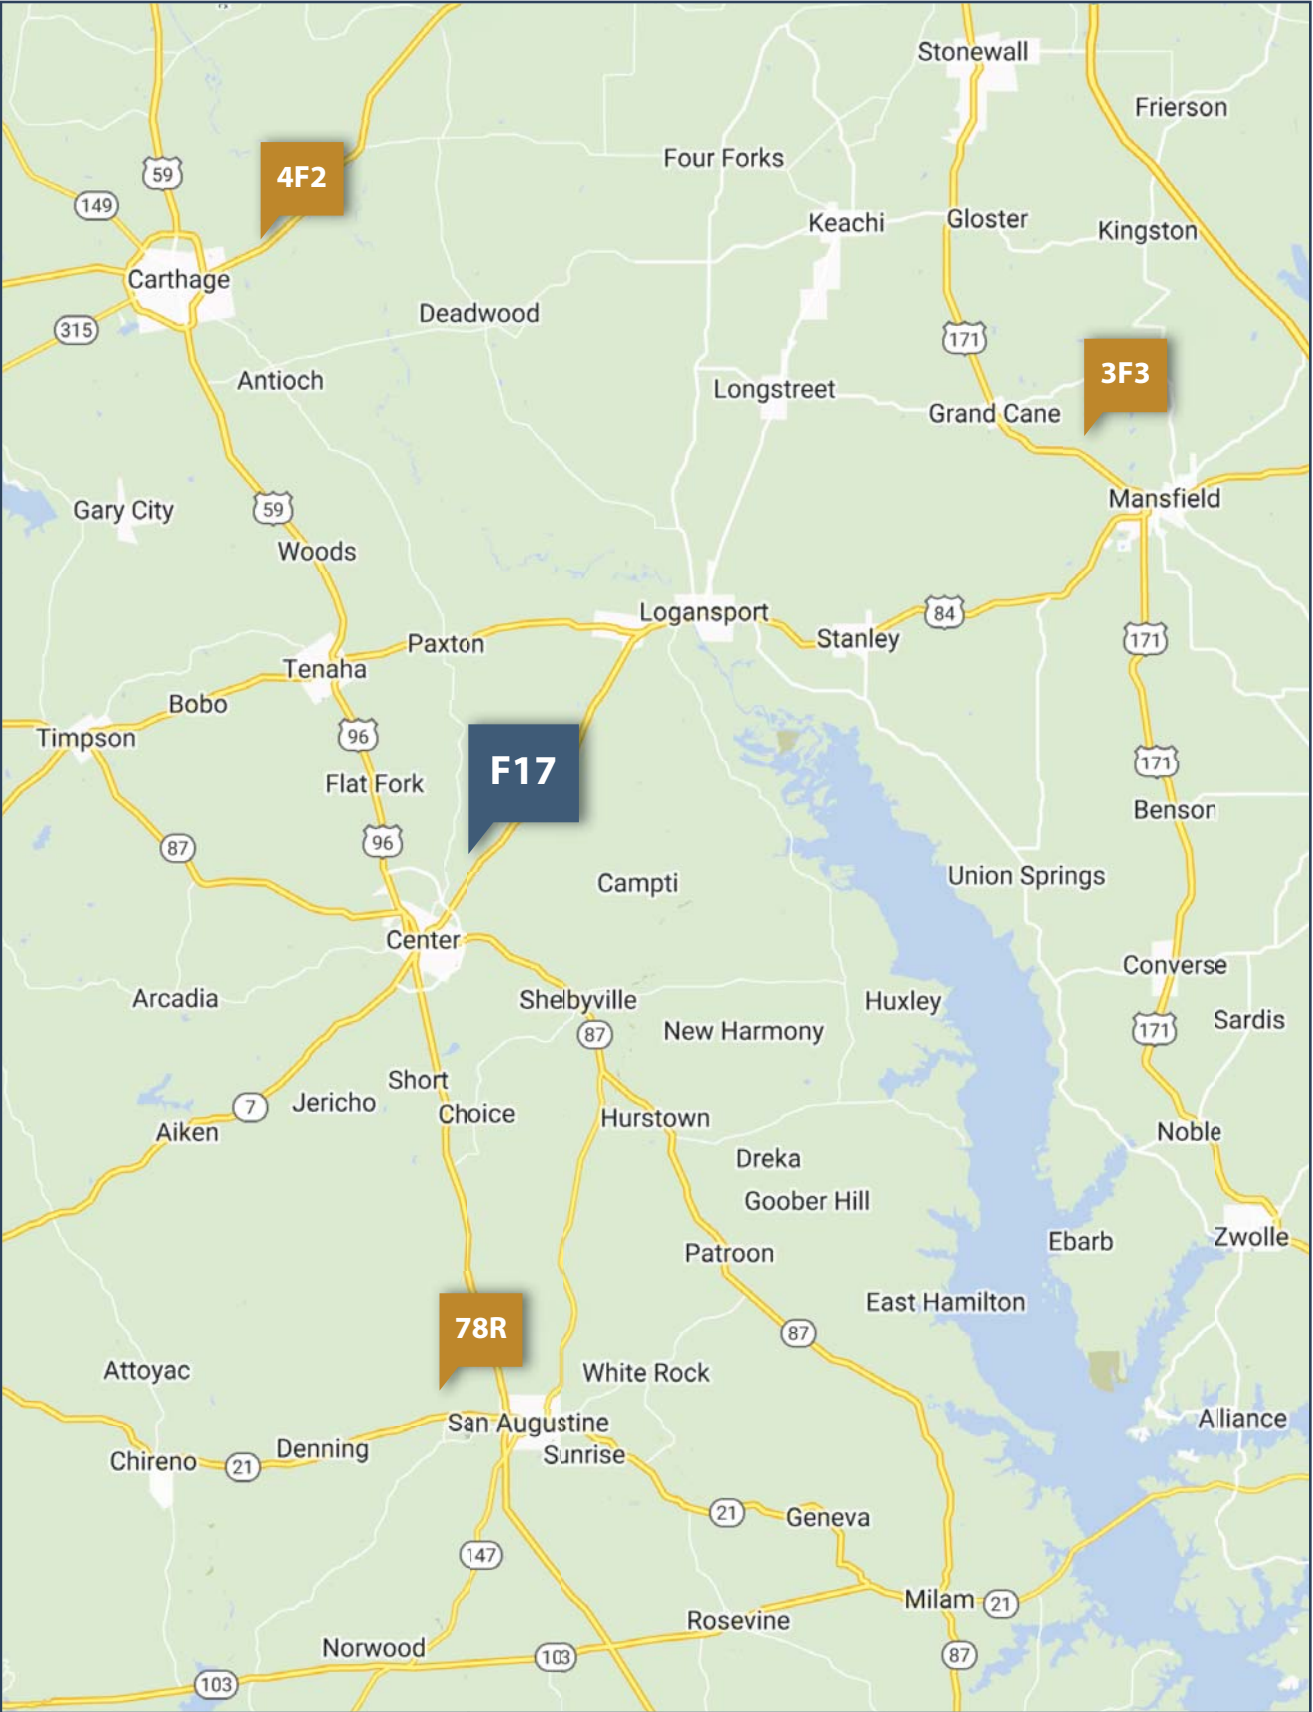 Stonewall
Frierson
Four Forks
59
4F2
149
Keachi
Gloster
Kingston
Carthage
Deadwood
315
171
3F3
Antioch
Longstreet
Grand Cane
Gary City
59
Mansfield
Woods
Logansport
84
Paxton
Stanley
171
Tenaha
Bobo
Timpson
96
F17
171
Flat Fork
Benson
96
87
Campti
Union Springs
Center
Converse
Arcadia
Shelbyville
Huxley
Sardis
87
New Harmony
171
Short
Jericho
7
Choice
Hurstown
Aiken
Noble
Dreka
Goober Hill
Ebarb
Zwolle
Patroon
East Hamilton
78R
87
Attoyac
White Rock
San Augustine
Alliance
Denning
Sunrise
Chireno
21
21
Geneva
147
Milam
21
Rosevine
Norwood
103
87
103